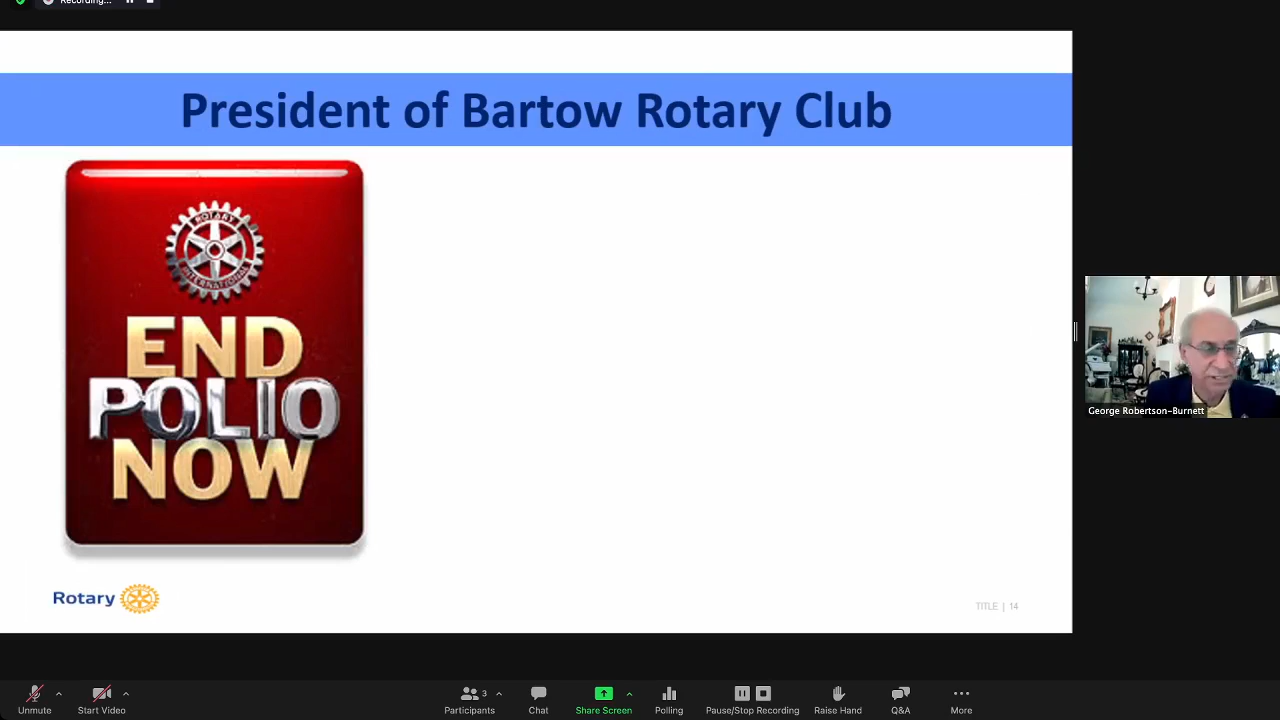 Recording...
President of Bartow Rotary Club
ROTARY
INTERNATIONAL
END
POLIO
NOW
Rotary
TITLE | 14
George Robertson-Burnett
Unmute
Start Video
3
Participants
Chat
Share Screen
Polling
Pause/Stop Recording
Raise Hand
Q&A
More